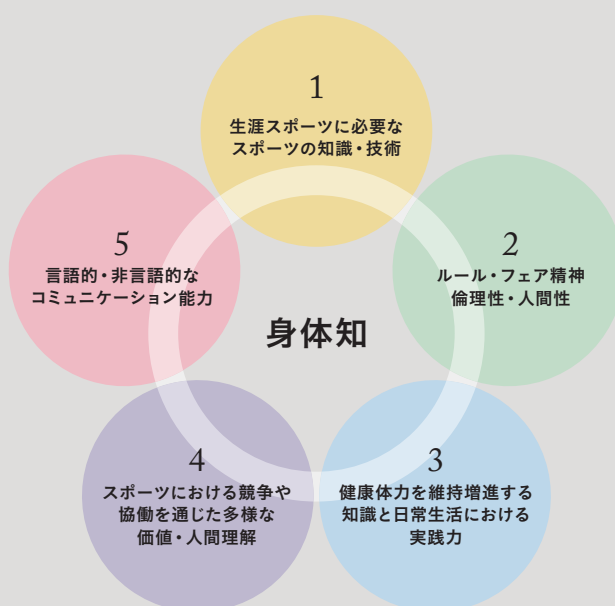 1
生涯スポーツに必要な
スポーツの知識・技術
2
ルール・フェア精神
倫理性・人間性
3
健康体力を維持増進する
知識と日常生活における
実践力
4
スポーツにおける競争や
協働を通じた多様な
価値・人間理解
5
言語的・非言語的な
コミュニケーション能力
身体知